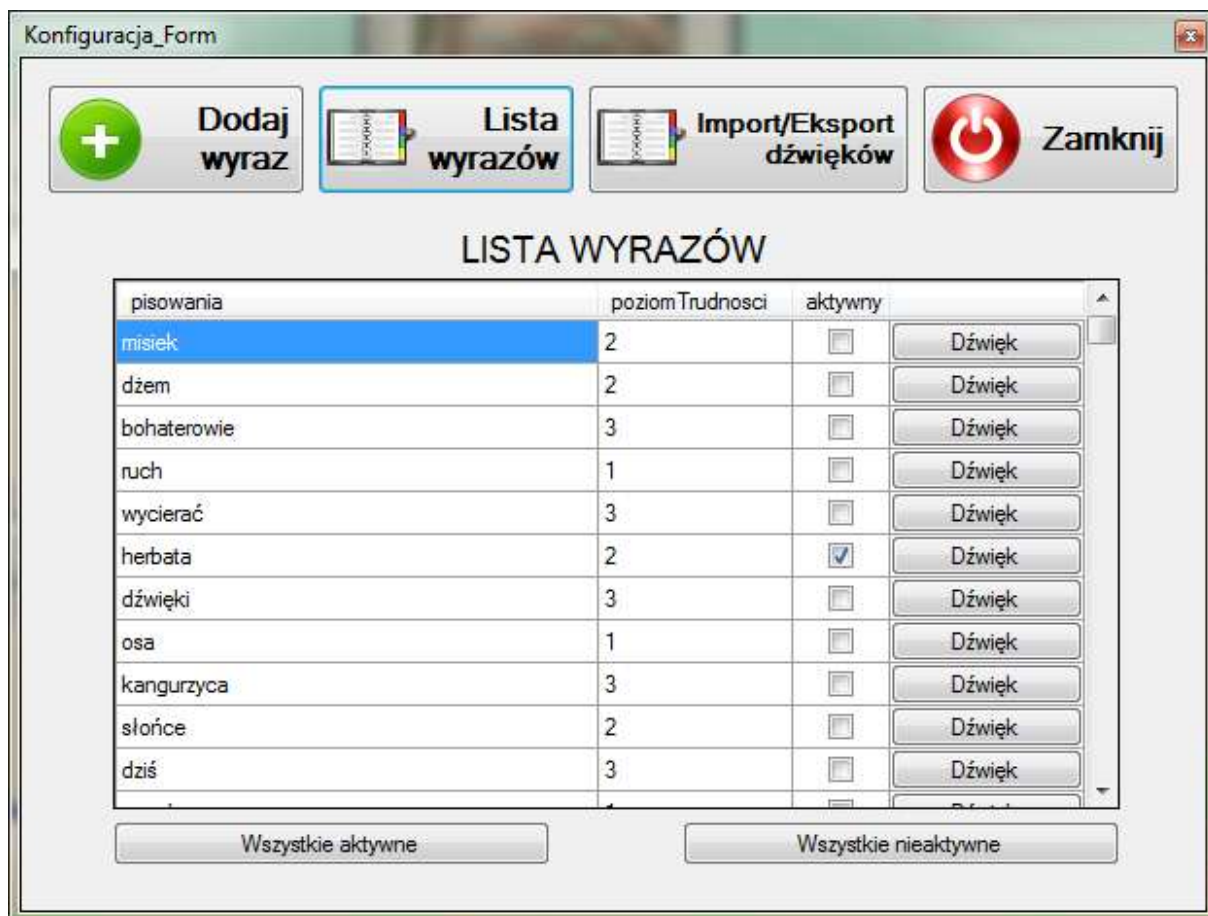 Konfiguracja_Form
Dodaj
wyraz
Lista
wyrazów
Import/Eksport
dźwięków
Zamknij
LISTA WYRAZÓW
pisowania poziomTrudnosci aktywny
misiek 2 Dźwięk
dżem 2 Dźwięk
bohaterowie 3 Dźwięk
ruch 1 Dźwięk
wycierać 3 Dźwięk
herbata 2 Dźwięk
dźwięki 3 Dźwięk
osa 1 Dźwięk
kangurzyca 3 Dźwięk
słońce 2 Dźwięk
dziś 3 Dźwięk
Wszystkie aktywne Wszystkie nieaktywne